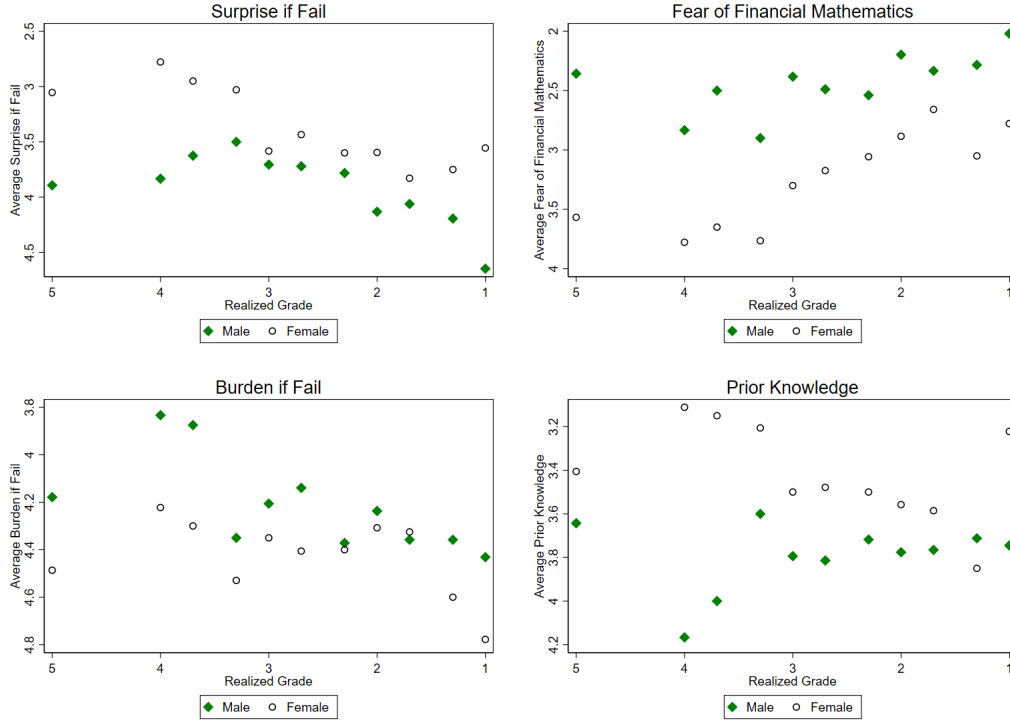 Surprise if Fail
Average Surprise if Fail
2.5
3
3.5
4
4.5
5
4
3
2
1
Realized Grade
Male Female
Fear of Financial Mathematics
Average Fear of Financial Mathematics
2
2.5
3
3.5
4
5
4
3
2
1
Realized Grade
Male Female
Burden if Fail
Average Burden if Fail
3.8
4
4.2
4.4
4.6
4.8
5
4
3
2
1
Realized Grade
Male Female
Prior Knowledge
Average Prior Knowledge
3.2
3.4
3.6
3.8
4
4.2
5
4
3
2
1
Realized Grade
Male Female